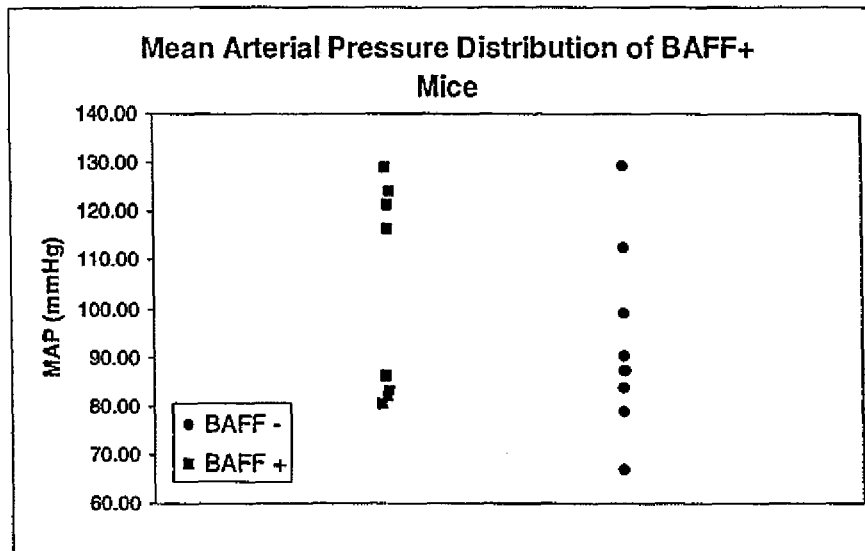 Mean Arterial Pressure Distribution of BAFF+
Mice
140.00
130.00
120.00
110.00
100.00
90.00
80.00
70.00
60.00
MAP (mmHg)
BAFF -
BAFF +